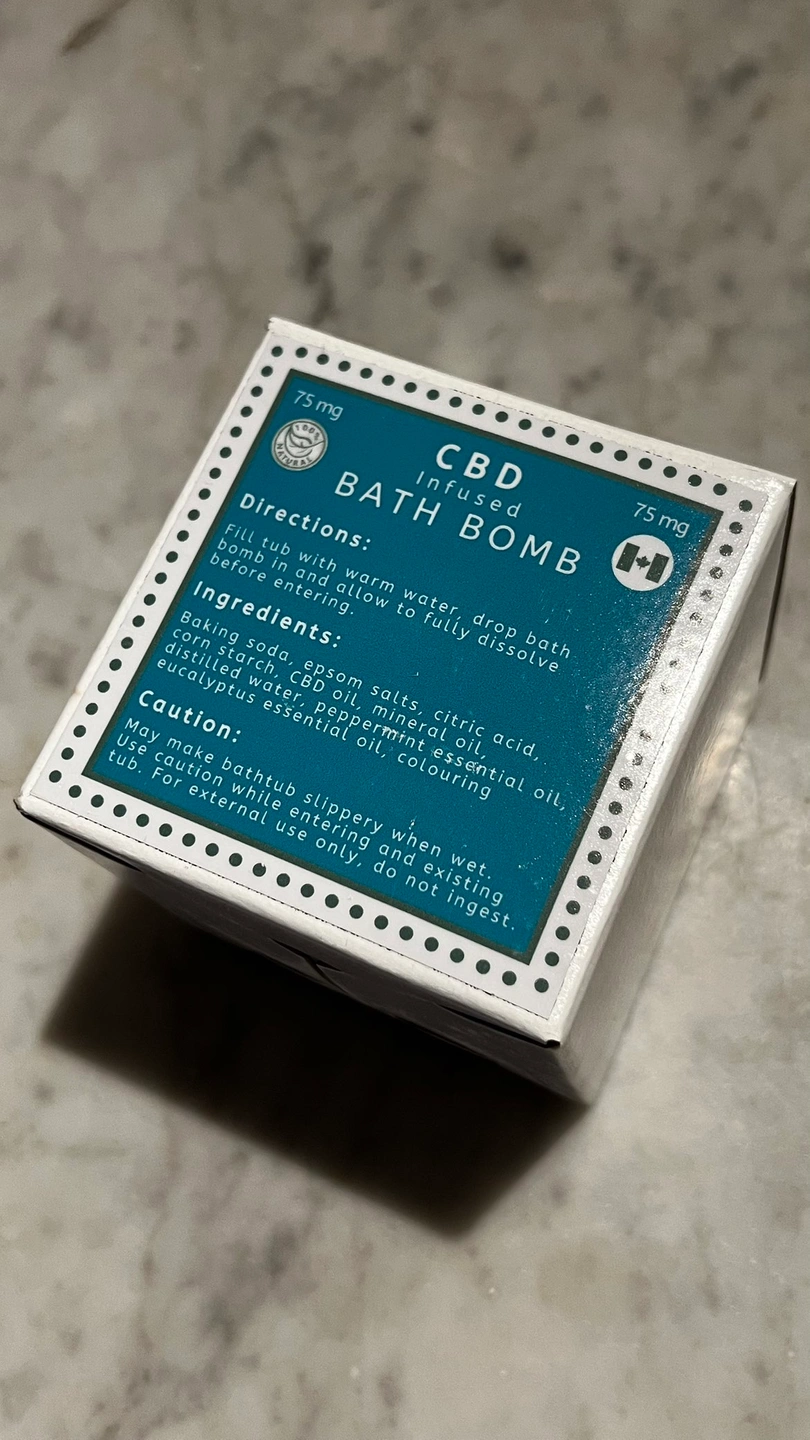 75 mg
100%
NATURAL
CBD
Infused
BATH BOMB
75 mg
Directions:
Fill tub with warm water, drop bath
bomb in and allow to fully dissolve
before entering.
Ingredients:
Baking soda, epsom salts, citric acid,
corn starch, CBD oil, mineral oil,
distilled water, peppermint essential oil,
eucalyptus essential oil, colouring
Caution:
May make bathtub slippery when wet.
Use caution while entering and existing
tub. For external use only, do not ingest.